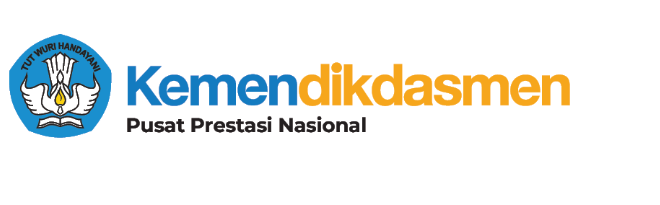 TUT WURI HANDAYANI
Kemendikdasmen
Pusat Prestasi Nasional